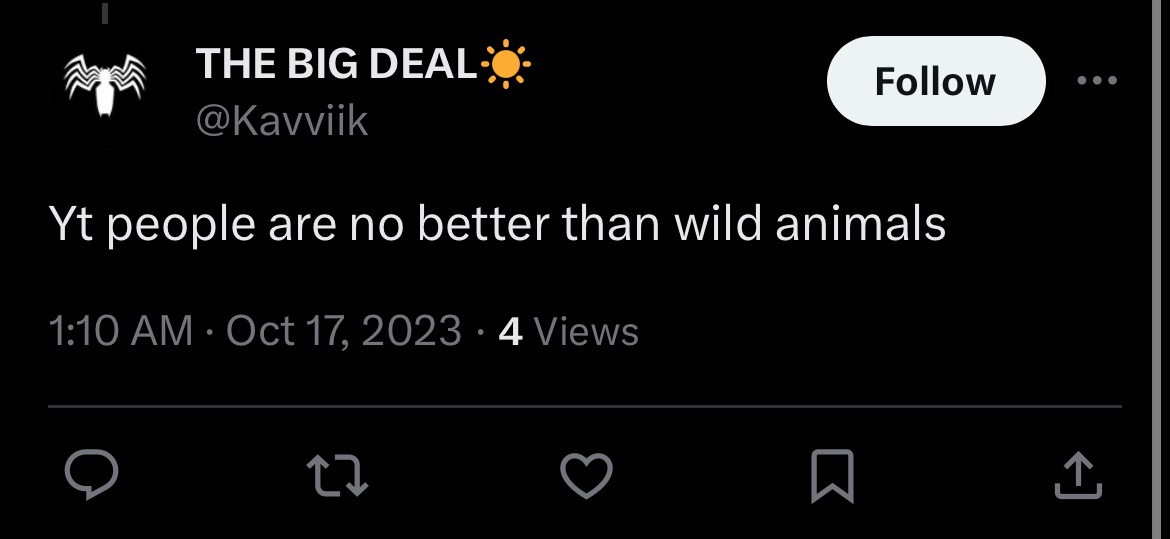 THE BIG DEAL☀️
@Kavviik
Follow
Yt people are no better than wild animals
1:10 AM · Oct 17, 2023 · 4 Views